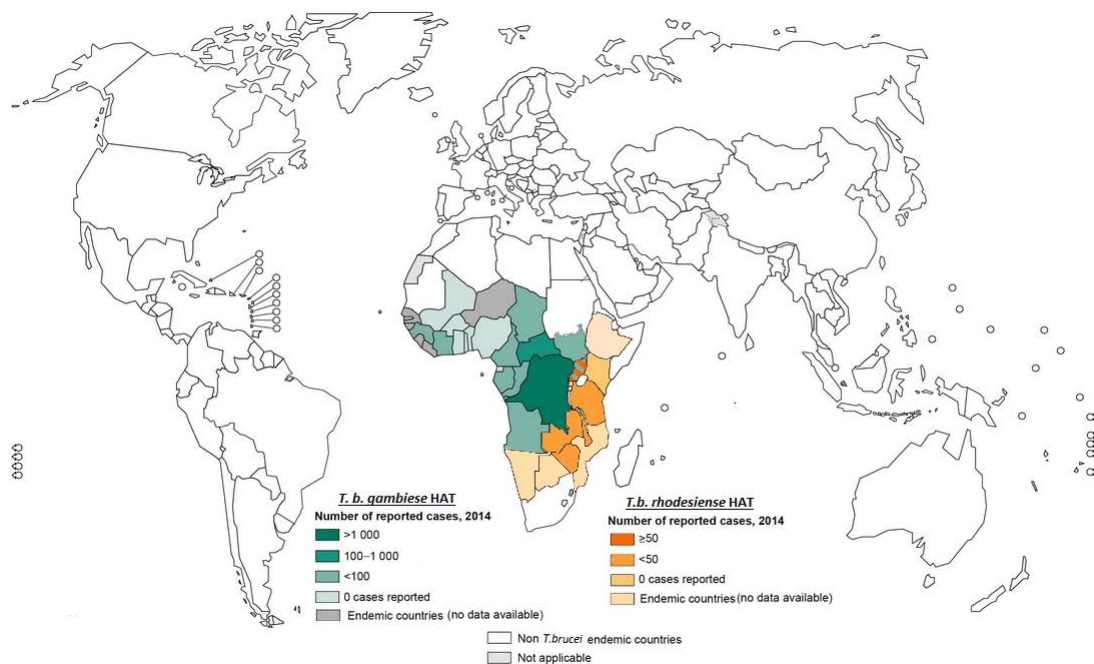 T. b. gambiese HAT
Number of reported cases, 2014
>1 000
100–1 000
<100
0 cases reported
Endemic countries (no data available)
T.b. rhodesiense HAT
Number of reported cases, 2014
≥50
<50
0 cases reported
Endemic countries (no data available)
Non T.brucei endemic countries
Not applicable